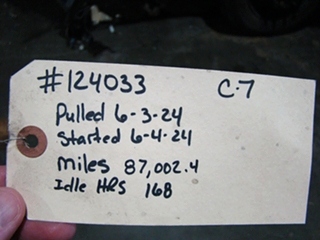 #124033 C-7
Pulled 6-3-24
Started 6-4-24
Miles 87,002.4
Idle HRS 168